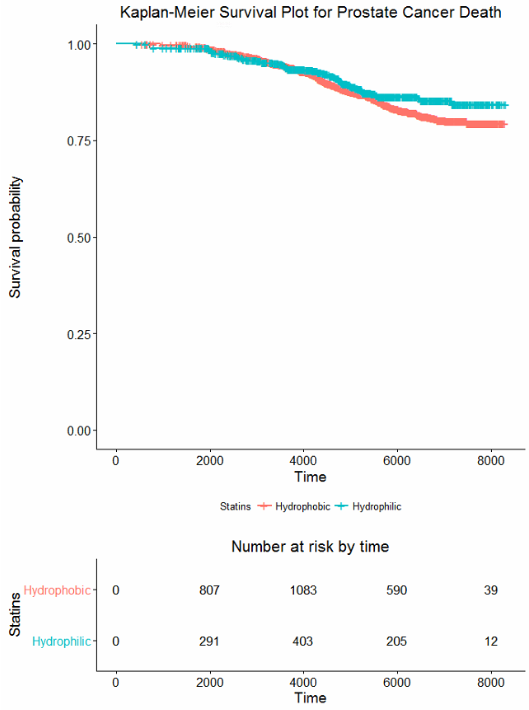 Kaplan-Meier Survival Plot for Prostate Cancer Death
Survival probability
1.00
0.75
0.50
0.25
0.00
0 2000 4000 6000 8000
Time
Statins Hydrophobic Hydrophilic
Number at risk by time
Statins
Hydrophobic 0 807 1083 590 39
Hydrophilic 0 291 403 205 12
0 2000 4000 6000 8000
Time